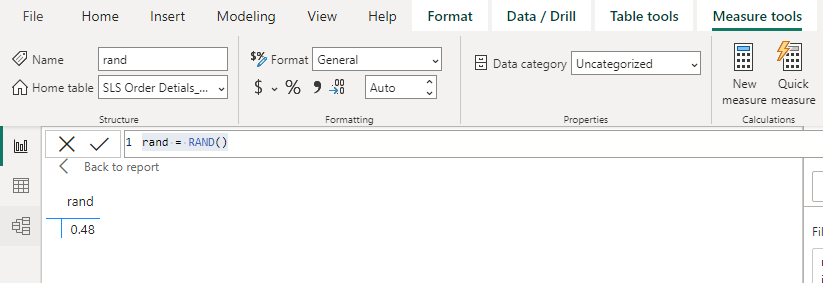 File Home Insert Modeling View Help Format Data / Drill Table tools Measure tools
Name rand $% Format General Data category Uncategorized New measure Quick measure
Home table SLS Order Detials_... $ % , .00 →.0 Auto
Structure Formatting Properties Calculations
1 rand = RAND()
Back to report
rand
0.48
Fil